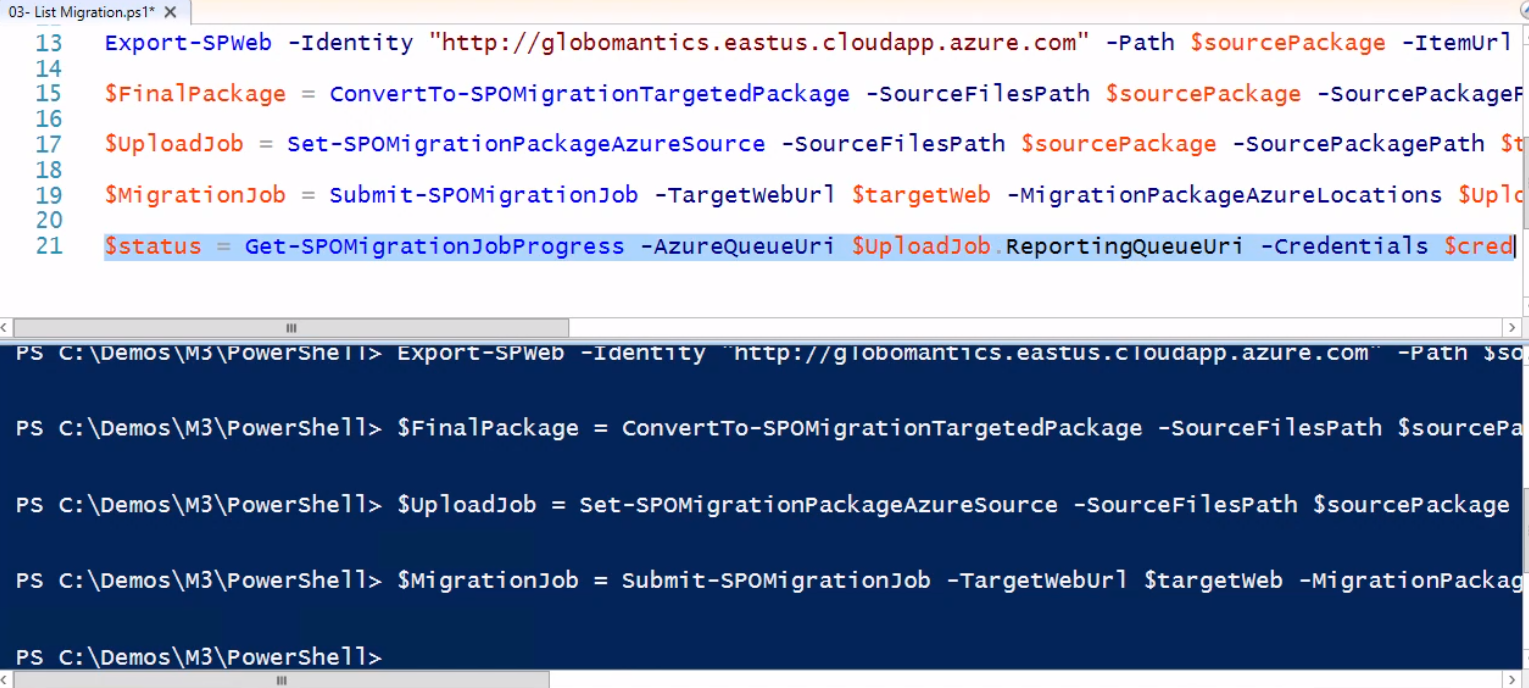 03- List Migration.ps1* X
13 Export-SPWeb -Identity "http://globomantics.eastus.cloudapp.azure.com" -Path $sourcePackage -ItemUrl
14
15 $FinalPackage = ConvertTo-SPOMigrationTargetedPackage -SourceFilesPath $sourcePackage -SourcePackageF
16
17 $UploadJob = Set-SPOMigrationPackageAzureSource -SourceFilesPath $sourcePackage -SourcePackagePath $t
18
19 $MigrationJob = Submit-SPOMigrationJob -TargetWebUrl $targetWeb -MigrationPackageAzureLocations $Uplo
20
21 $status = Get-SPOMigrationJobProgress -AzureQueueUri $UploadJob.ReportingQueueUri -Credentials $cred
PS C:\Demos\M3\PowerShell> Export-SPWeb -Identity "http://globomantics.eastus.cloudapp.azure.com" -Path $so
PS C:\Demos\M3\PowerShell> $FinalPackage = ConvertTo-SPOMigrationTargetedPackage -SourceFilesPath $sourcePa
PS C:\Demos\M3\PowerShell> $UploadJob = Set-SPOMigrationPackageAzureSource -SourceFilesPath $sourcePackage
PS C:\Demos\M3\PowerShell> $MigrationJob = Submit-SPOMigrationJob -TargetWebUrl $targetWeb -MigrationPackag
PS C:\Demos\M3\PowerShell>